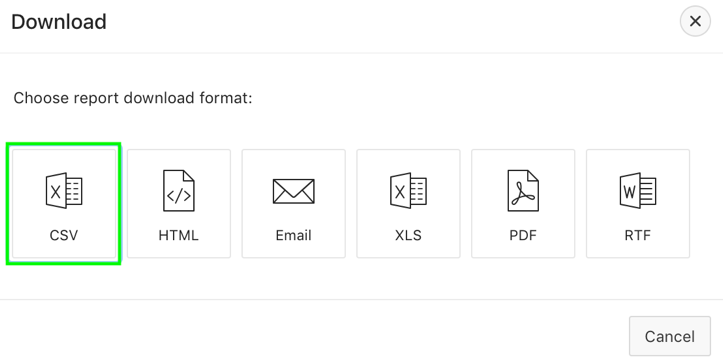 Download
Choose report download format:
CSV HTML Email XLS PDF RTF
Cancel